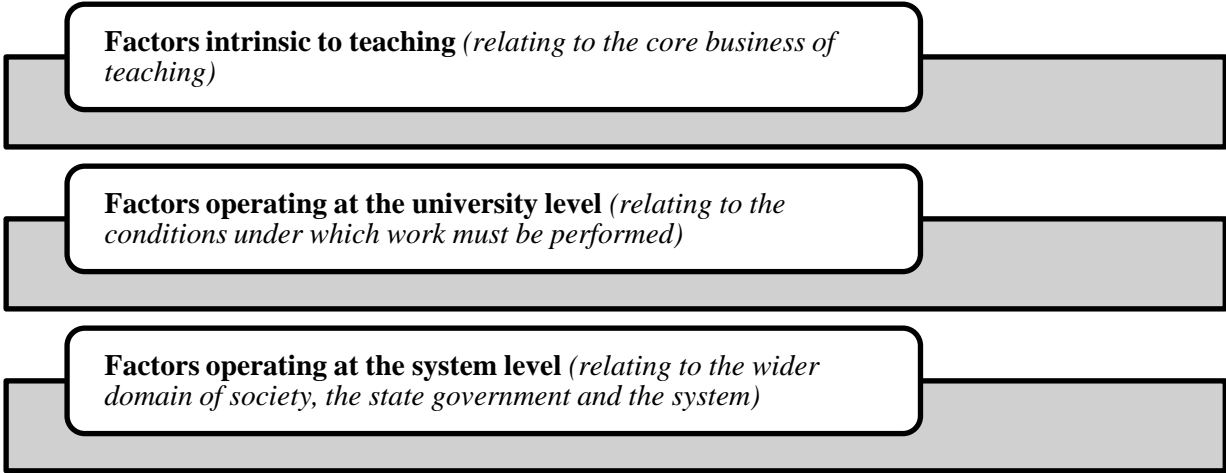 Factors intrinsic to teaching (relating to the core business of
teaching)
Factors operating at the university level (relating to the
conditions under which work must be performed)
Factors operating at the system level (relating to the wider
domain of society, the state government and the system)